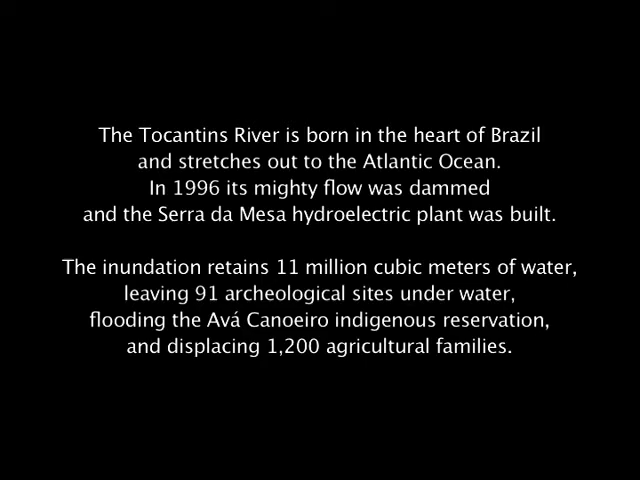 The Tocantins River is born in the heart of Brazil
and stretches out to the Atlantic Ocean.
In 1996 its mighty flow was dammed
and the Serra da Mesa hydroelectric plant was built.
The inundation retains 11 million cubic meters of water,
leaving 91 archeological sites under water,
flooding the Avá Canoeiro indigenous reservation,
and displacing 1,200 agricultural families.